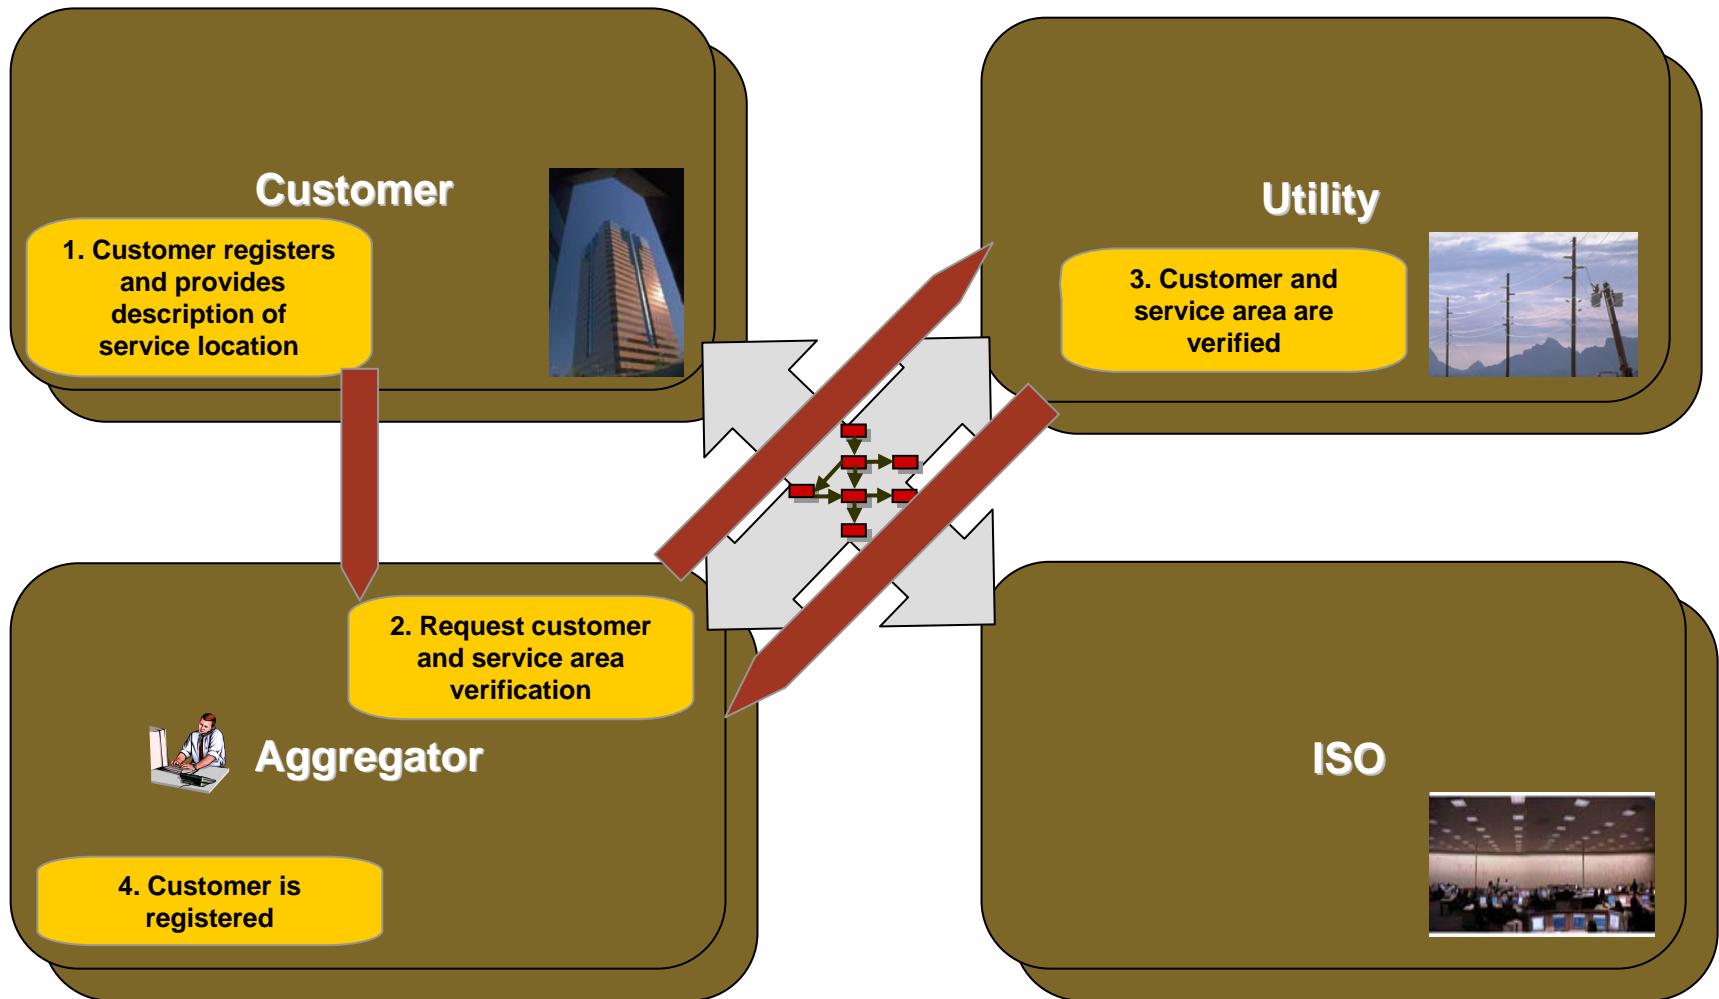 Customer
1. Customer registers
and provides
description of
service location
Utility
3. Customer and
service area are
verified
2. Request customer
and service area
verification
Aggregator
4. Customer is
registered
ISO